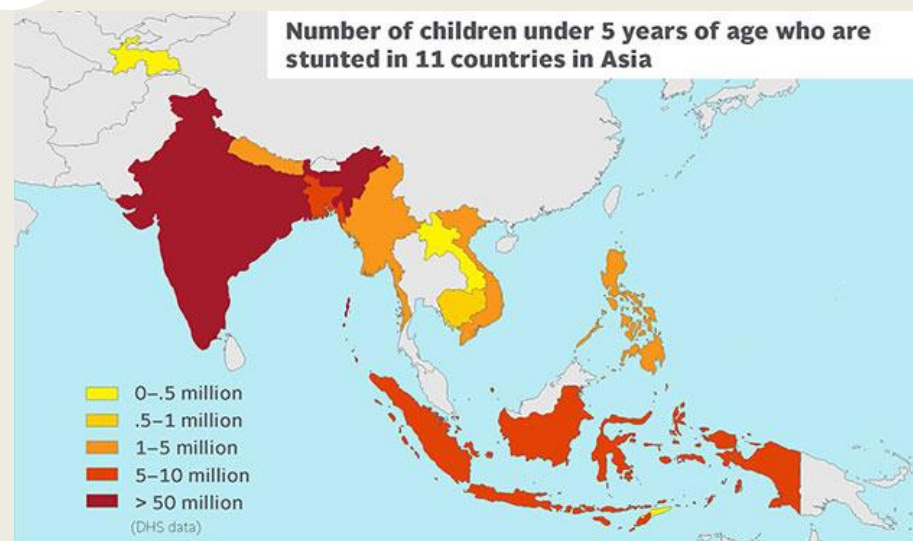 Number of children under 5 years of age who are
stunted in 11 countries in Asia
0–.5 million
.5–1 million
1–5 million
5–10 million
> 50 million
(DHS data)